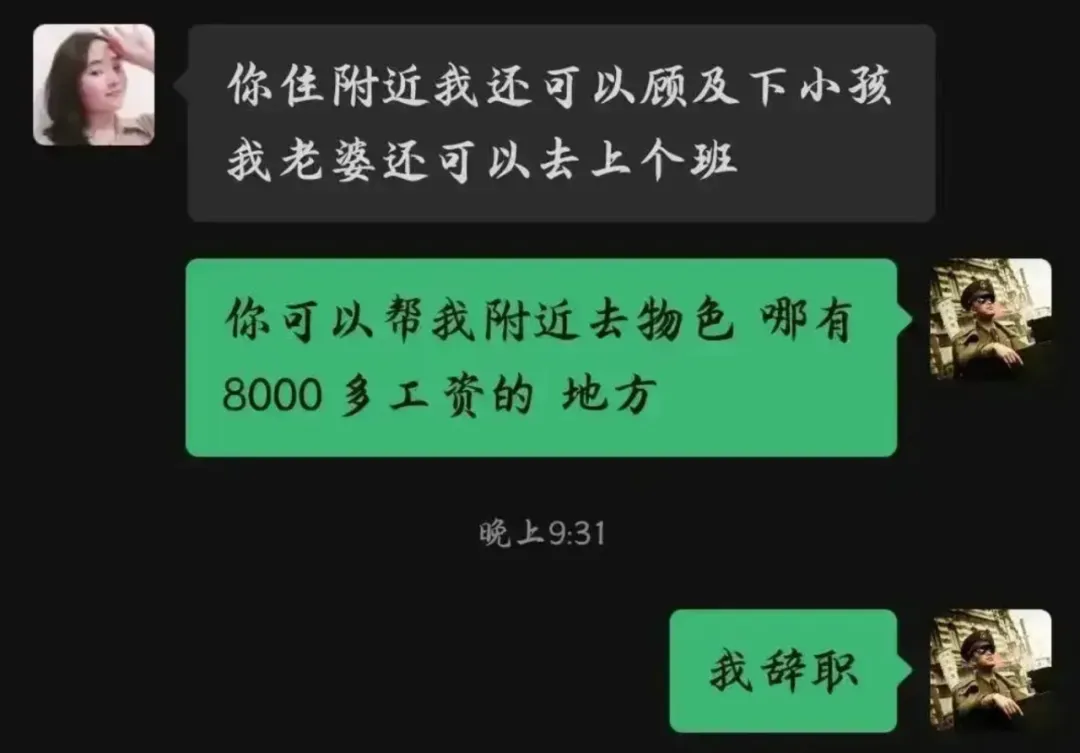 你住附近我还可以顾及下小孩
我老婆还可以去上个班
你可以帮我附近去物色 哪有
8000多工资的 地方
晚上9:31
我辞职